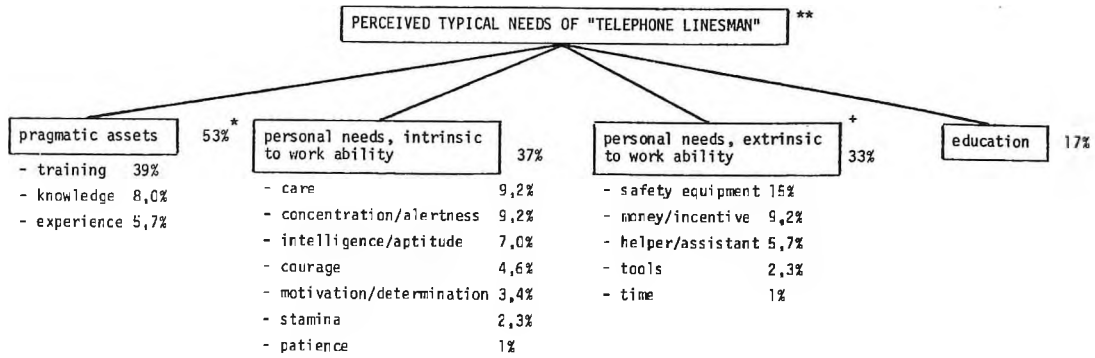 PERCEIVED TYPICAL NEEDS OF "TELEPHONE LINESMAN" **
pragmatic assets 53%*
- training 39%
- knowledge 8,0%
- experience 5,7%
personal needs, intrinsic
to work ability 37%
- care 9,2%
- concentration/alertness 9,2%
- intelligence/aptitude 7,0%
- courage 4,6%
- motivation/determination 3,4%
- stamina 2,3%
- patience 1%
personal needs, extrinsic +
to work ability 33%
- safety equipment 15%
- money/incentive 9,2%
- helper/assistant 5,7%
- tools 2,3%
- time 1%
education 17%